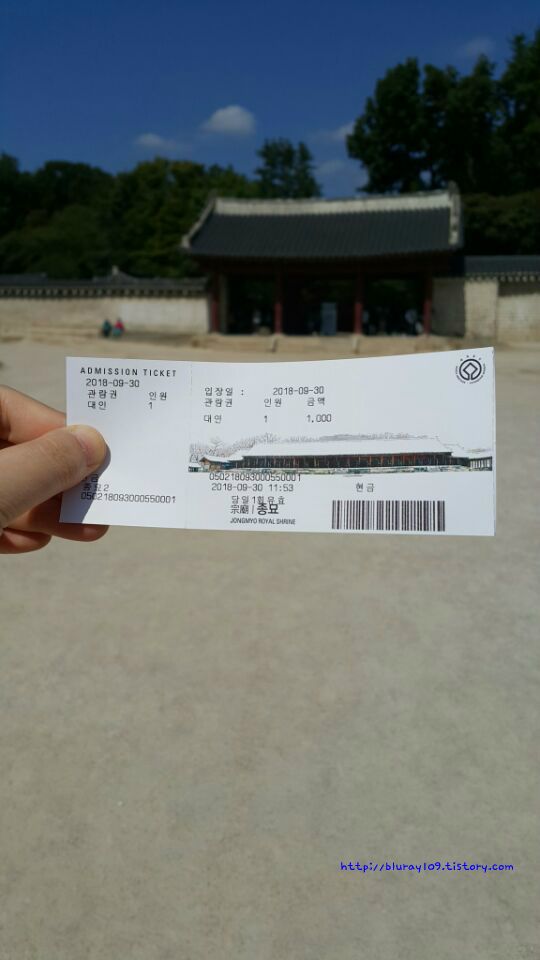 ADMISSION TICKET
2018-09-30
관람권 인원
대인 1
종묘2
050218093000550001
입장일 : 2018-09-30
관람권 인원 금액
대인 1 1,000
050218093000550001
2018-09-30 11:53 현금
당일1회유효
宗廟 | 종묘
JONGMYO ROYAL SHRINE
http://bluray109.tistory.com